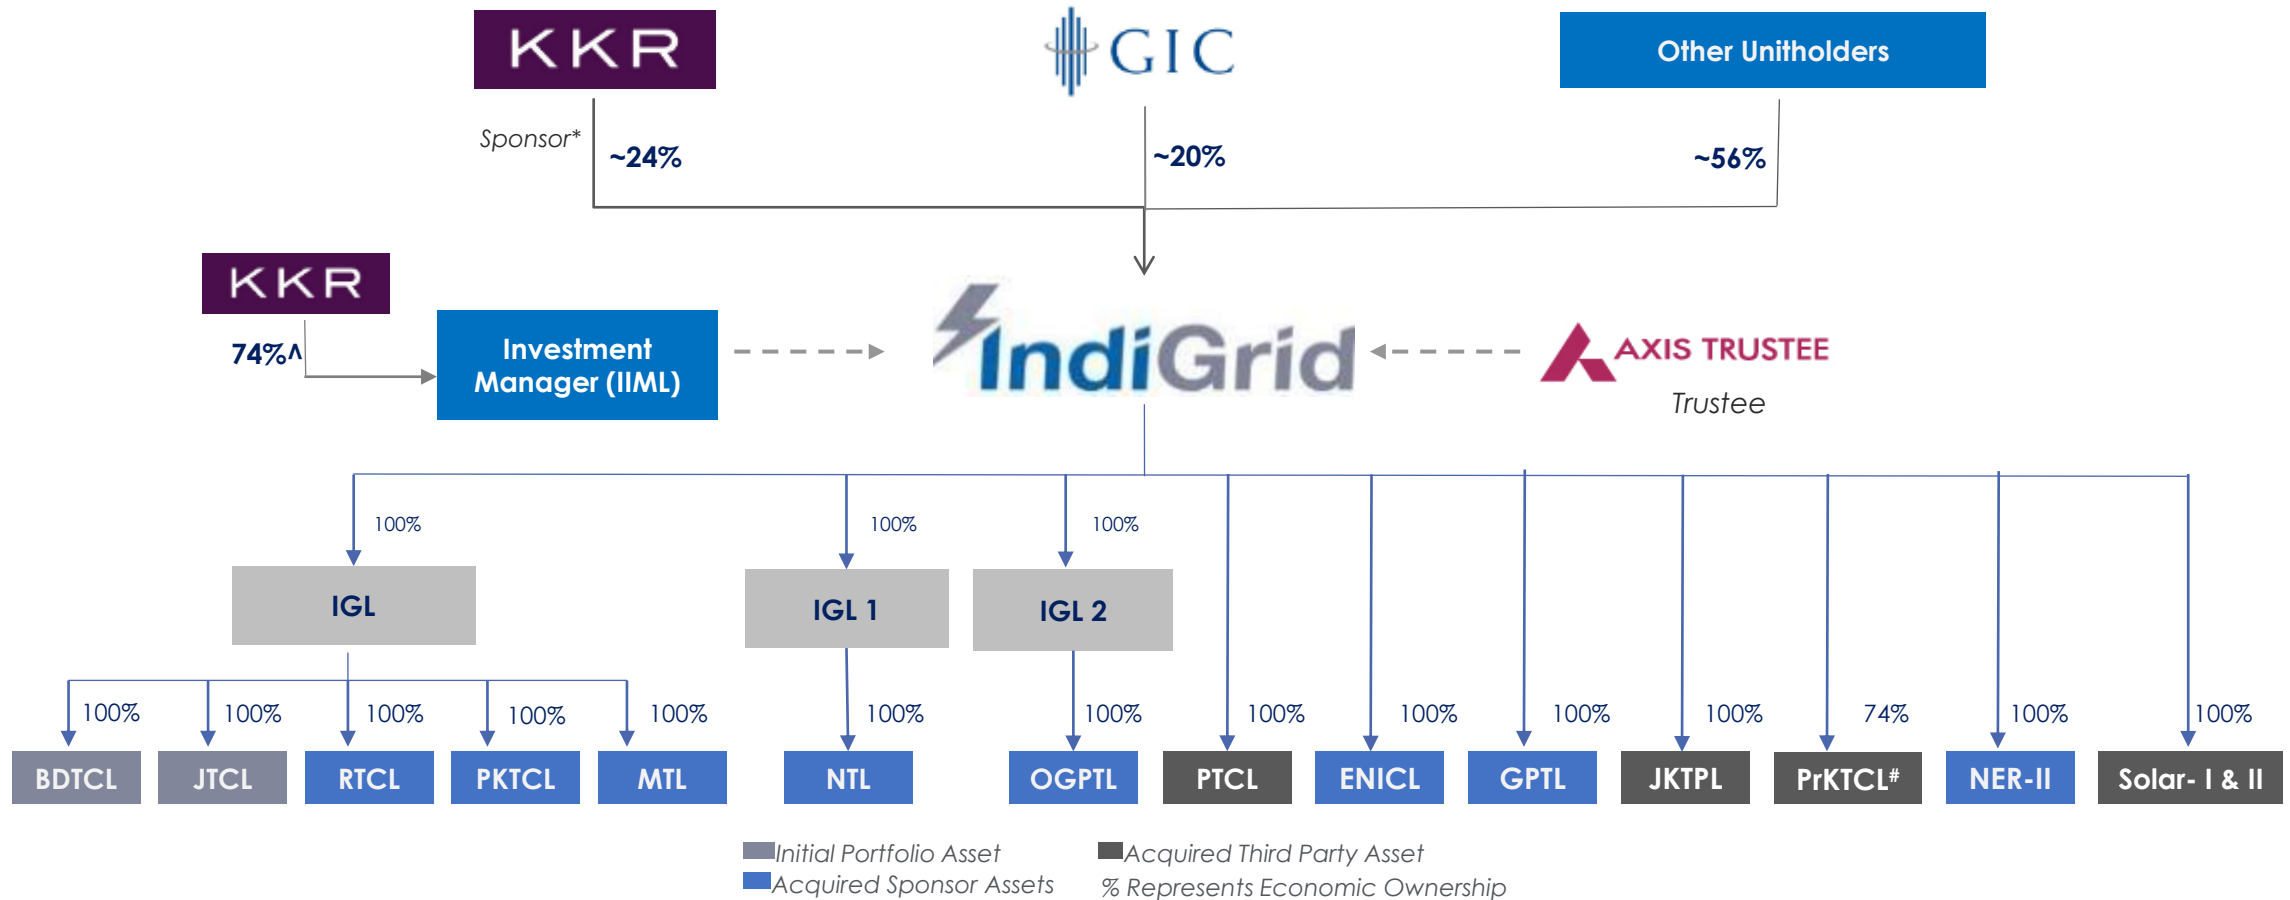 KKR
GIC
Other Unitholders
Sponsor*
~24%
~20%
~56%
KKR
74%^
Investment
Manager (IIML)
IndiGrid
AXIS TRUSTEE
Trustee
100%
100%
100%
IGL
IGL 1
IGL 2
100%
100%
100%
100%
100%
100%
100%
100%
100%
100%
100%
74%
100%
100%
BDTCL
JTCL
RTCL
PKTCL
MTL
NTL
OGPTL
PTCL
ENICL
GPTL
JKTPL
PrKTCL#
NER-II
Solar- I & II
Initial Portfolio Asset
Acquired Third Party Asset
Acquired Sponsor Assets
% Represents Economic Ownership